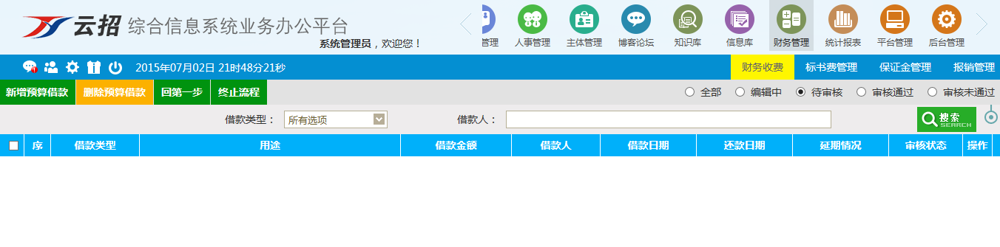 云招 综合信息系统业务办公平台
系统管理员，欢迎您！
管理 人事管理 主体管理 博客论坛 知识库 信息库 财务管理 统计报表 平台管理 后台管理
2015年07月02日 21时48分21秒
财务收费 标书费管理 保证金管理 报销管理
新增预算借款 删除预算借款 回第一步 终止流程
全部 编辑中 待审核 审核通过 审核未通过
借款类型： 所有选项 借款人： 搜索
SEARCH
序 借款类型 用途 借款金额 借款人 借款日期 还款日期 延期情况 审核状态 操作